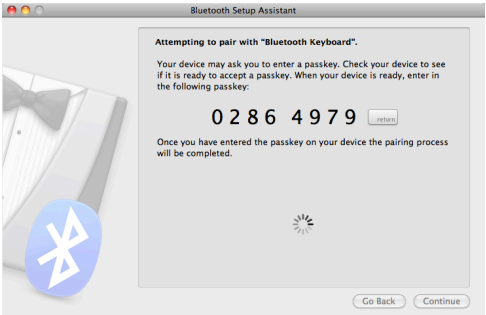 Bluetooth Setup Assistant
Attempting to pair with "Bluetooth Keyboard".
Your device may ask you to enter a passkey. Check your device to see
if it is ready to accept a passkey. When your device is ready, enter in
the following passkey:
0286 4979 return
Once you have entered the passkey on your device the pairing process
will be completed.
Go Back Continue